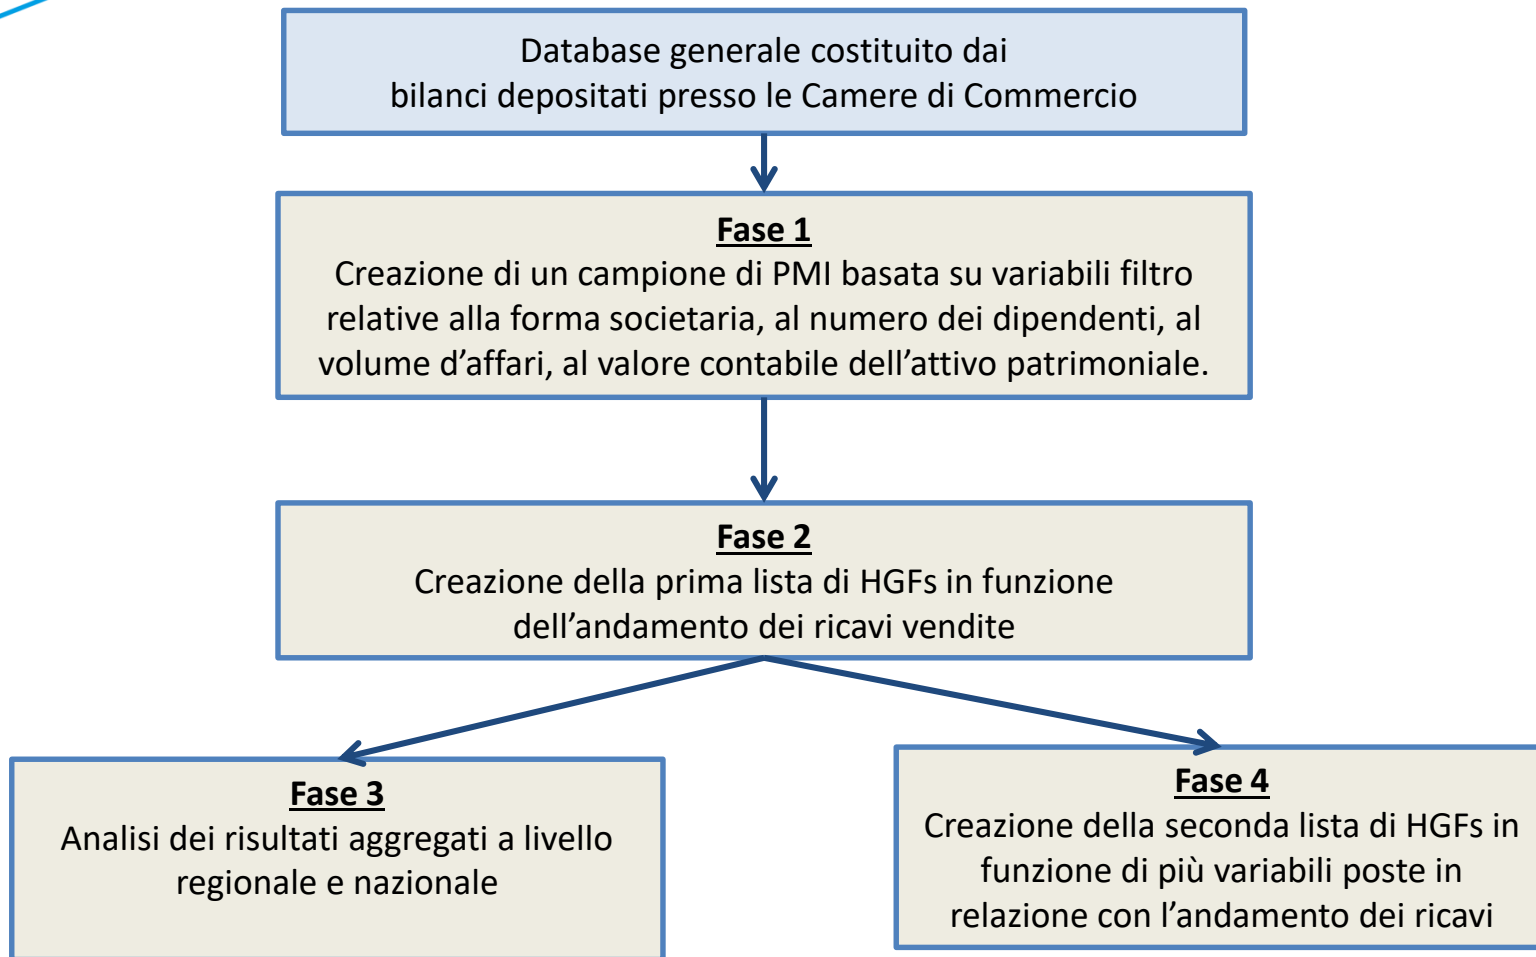 Database generale costituito dai
bilanci depositati presso le Camere di Commercio
Fase 1
Creazione di un campione di PMI basata su variabili filtro
relative alla forma societaria, al numero dei dipendenti, al
volume d’affari, al valore contabile dell’attivo patrimoniale.
Fase 2
Creazione della prima lista di HGFs in funzione
dell’andamento dei ricavi vendite
Fase 3
Analisi dei risultati aggregati a livello
regionale e nazionale
Fase 4
Creazione della seconda lista di HGFs in
funzione di più variabili poste in
relazione con l’andamento dei ricavi